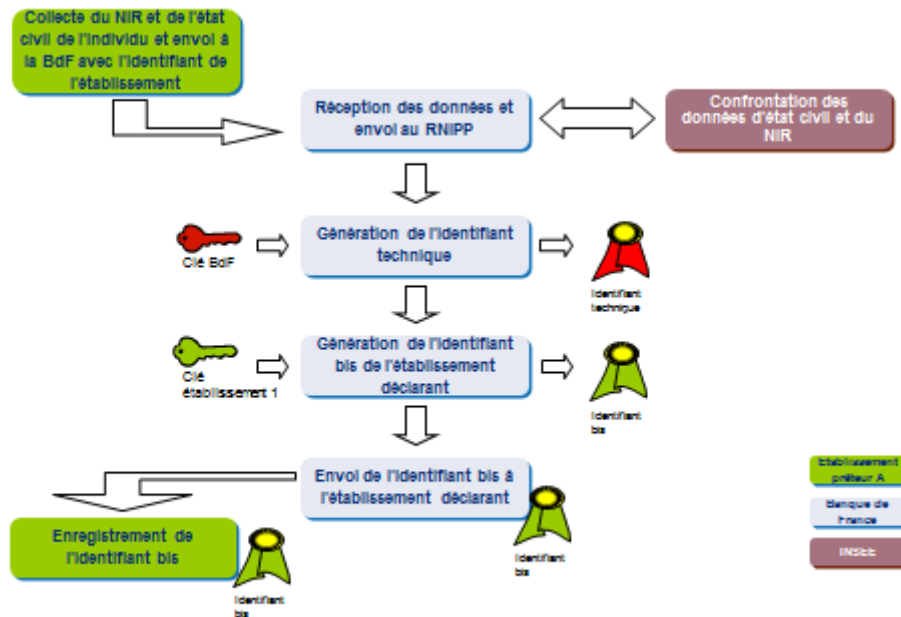 Collecte du NIR et de l'état
civil de l'individu et envoi à
la BdF avec l'identifiant de
l'établissement
Réception des données et
envoi au RNIPP
Confrontation des
données d'état civil et du
NIR
Clé BdF
Génération de l'identifiant
technique
Identifiant
technique
Clé
établissement 1
Génération de l'identifiant
bis de l'établissement
déclarant
Identifiant
bis
Envoi de l'identifiant bis à
l'établissement déclarant
Identifiant
bis
Enregistrement de
l'identifiant bis
Identifiant
bis
Etablissement
prêteur A
Banque de
France
INSEE